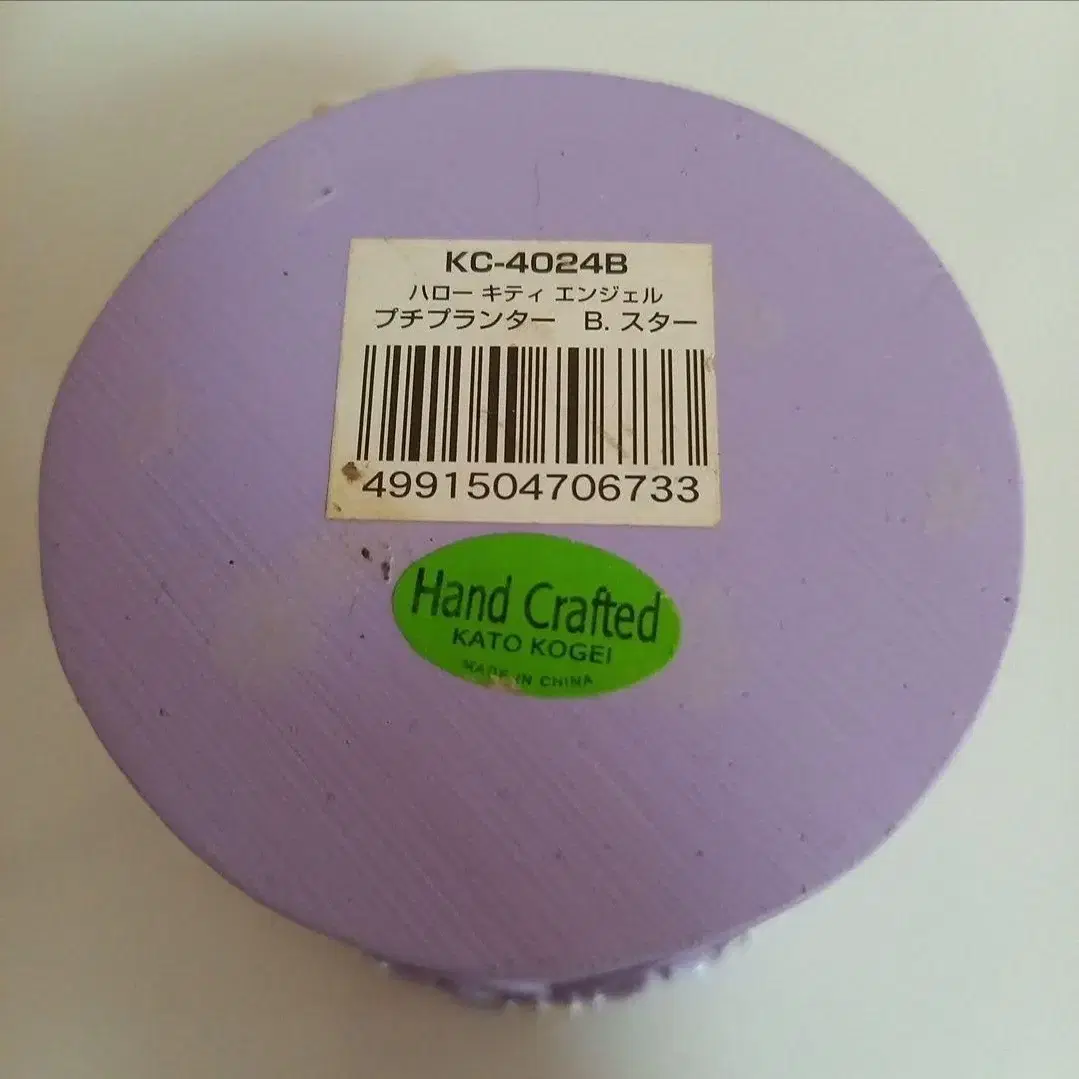 KC-4024B
ハロー キティ エンジェル
プチプランター B. スター
4991504706733
Hand Crafted
KATO KOGEI
MADE IN CHINA